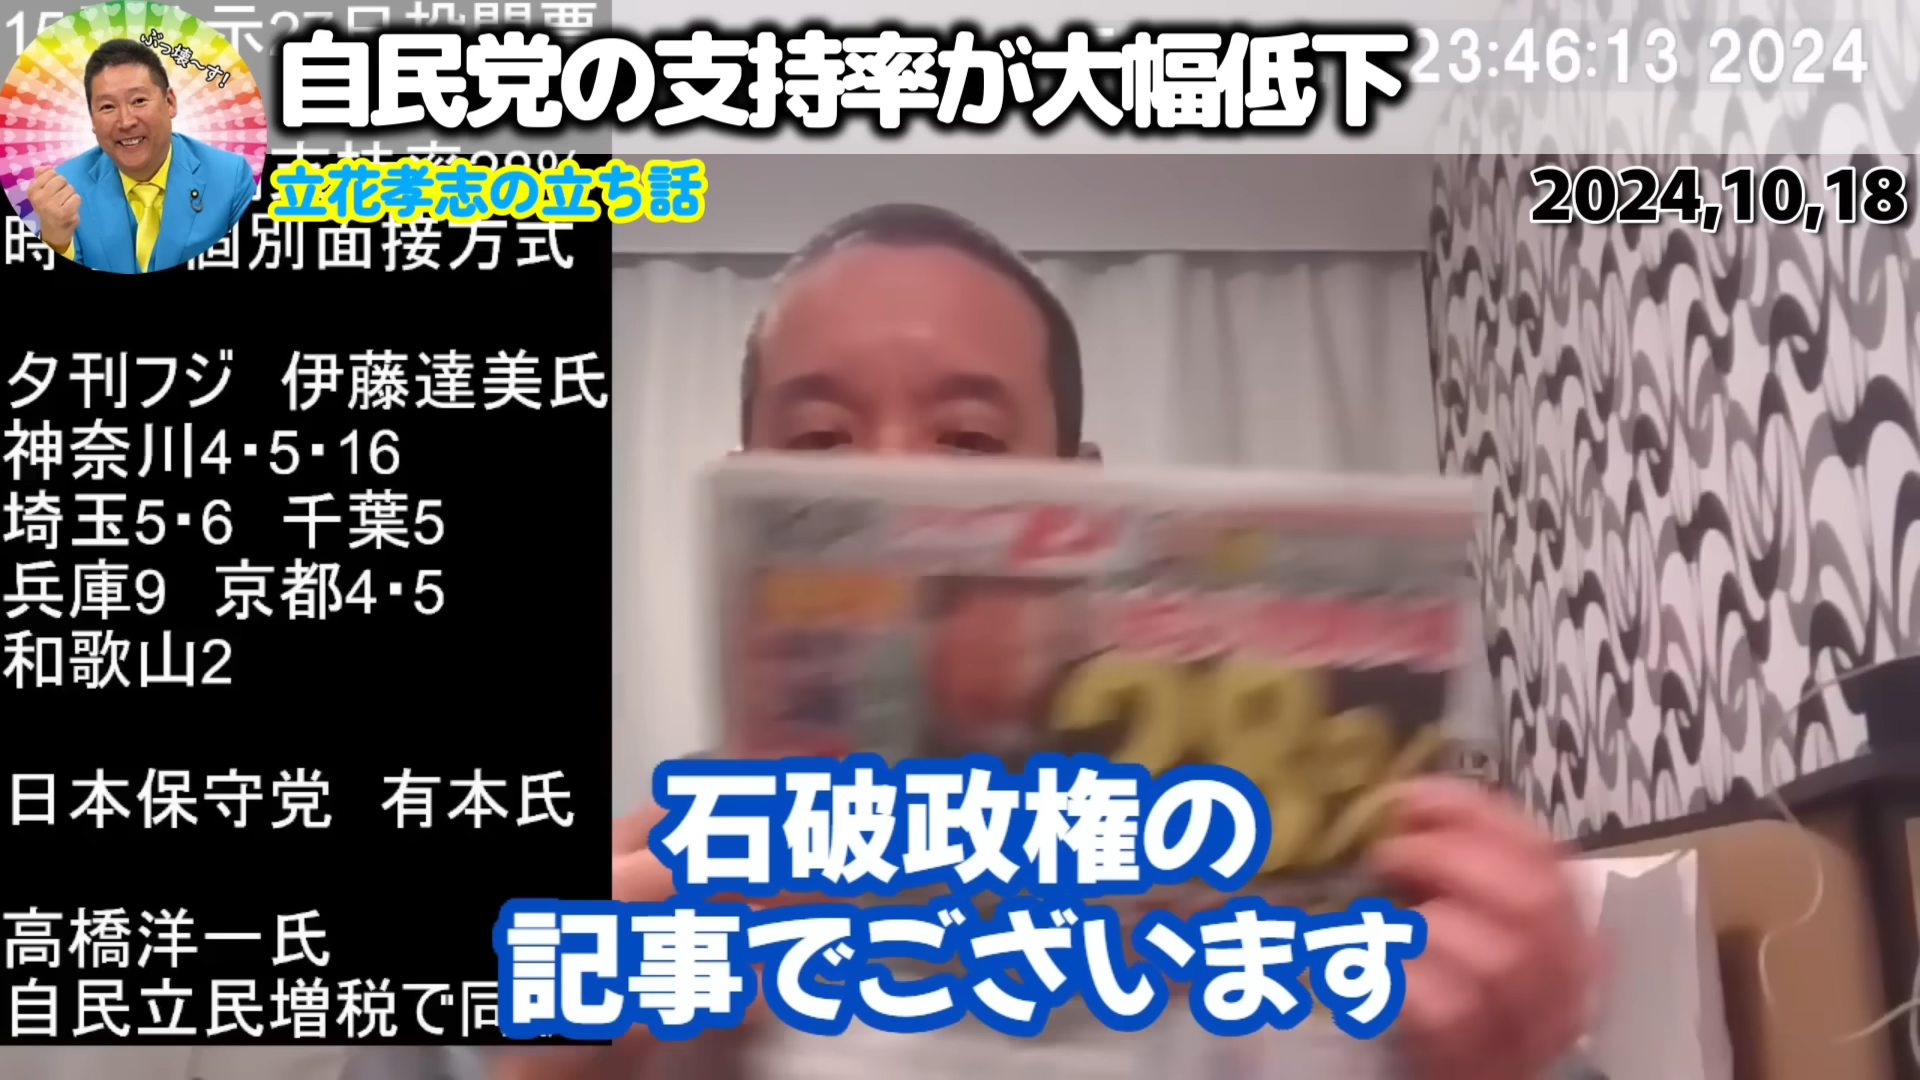 自民党の支持率が大幅低下
23:46:13 2024
ぶっ壊~す!
立花孝志の立ち話
2024,10,18
個別面接方式
夕刊フジ 伊藤達美氏
神奈川4・5・16
埼玉5・6 千葉5
兵庫9 京都4・5
和歌山2
日本保守党 有本氏
高橋洋一氏
自民立民増税で同
28%
石破政権の
記事でございます